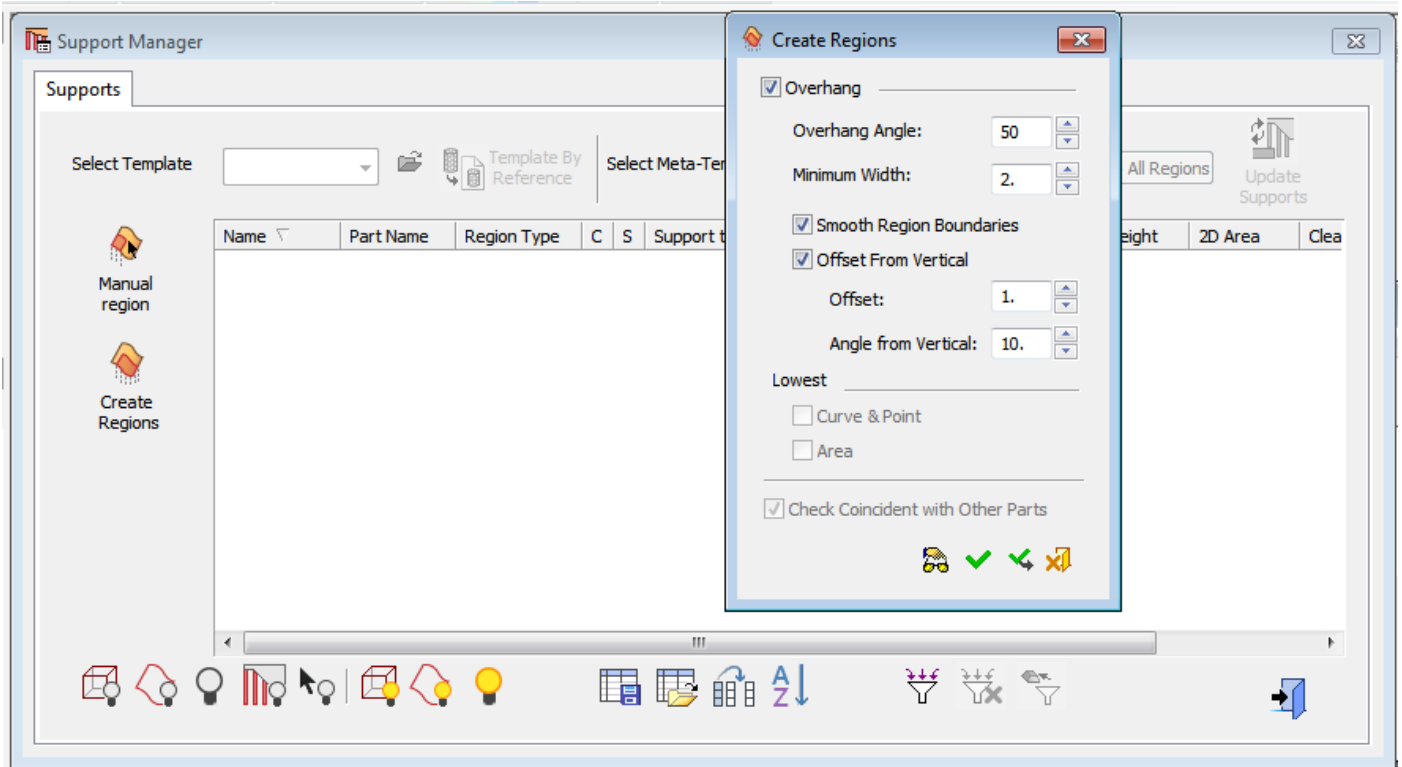 Support Manager
Supports
Select Template
Template By
Reference
Select Meta-Ter
All Regions
Update
Supports
Manual
region
Create
Regions
Name
Part Name
Region Type
C
S
Support t
eight
2D Area
Clea
Create Regions
Overhang
Overhang Angle: 50
Minimum Width: 2.
Smooth Region Boundaries
Offset From Vertical
Offset: 1.
Angle from Vertical: 10.
Lowest
Curve & Point
Area
Check Coincident with Other Parts
A
Z